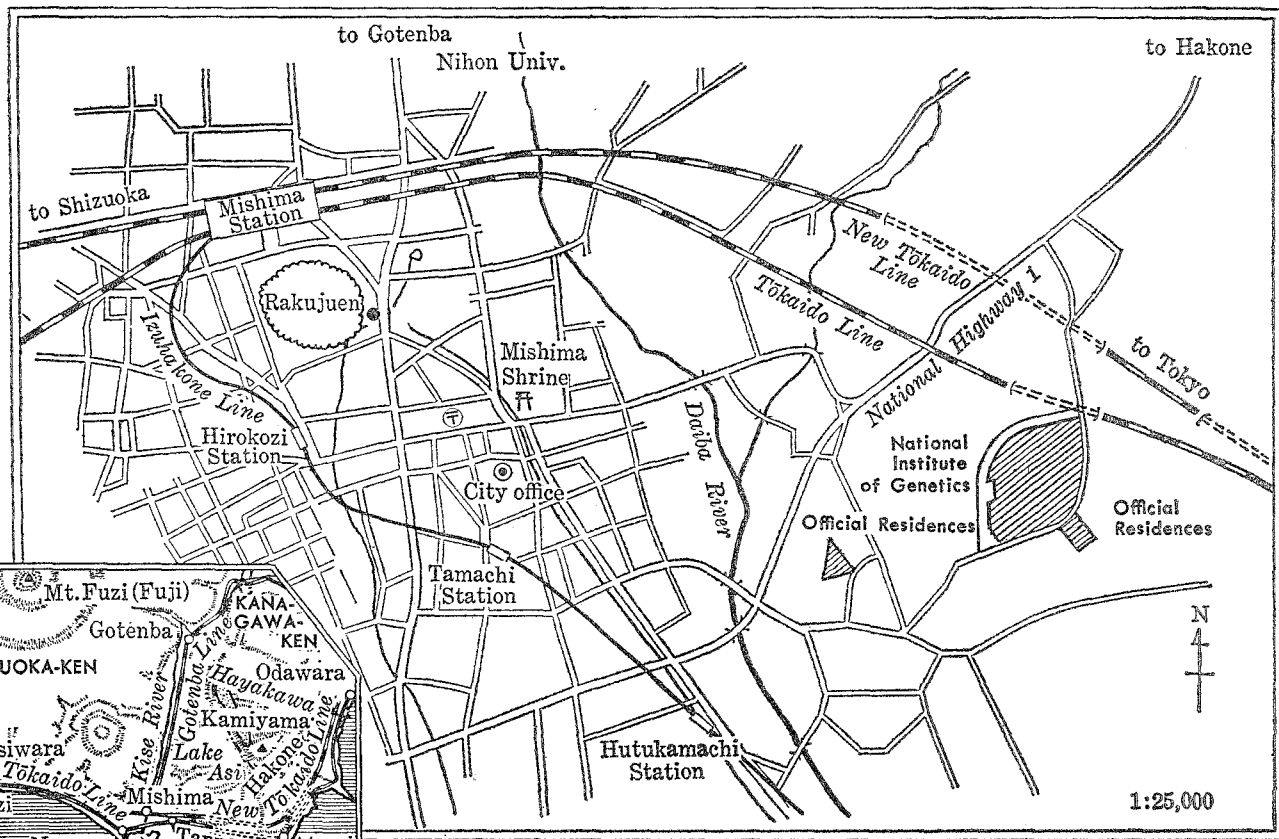 to Gotenba
Nihon Univ.
to Hakone
to Shizuoka
Mishima
Station
New Tōkaido
Line
Rakujuen
Tōkaido Line
National Highway 1
to Tokyo
Izuhakone Line
Mishima
Shrine
Hirokozi
Station
〒
City office
Daiba River
National
Institute
of Genetics
Official Residences
Official
Residences
Tamachi
Station
Hutukamachi
Station
N
1:25,000
Mt.Fuzi (Fuji)
KANA-
GAWA-
KEN
Gotenba
UOKA-KEN
Gotenba Line
Kise River
Hayakawa
Odawara
Kamiyama
siwara
Lake
Asi
Hakone
Tōkaido Line
Mishima
New Tōkaido Line
zi